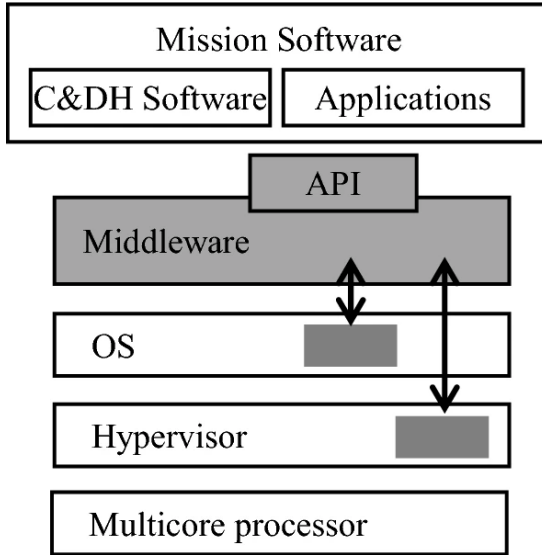 Mission Software
C&DH Software
Applications
API
Middleware
OS
Hypervisor
Multicore processor